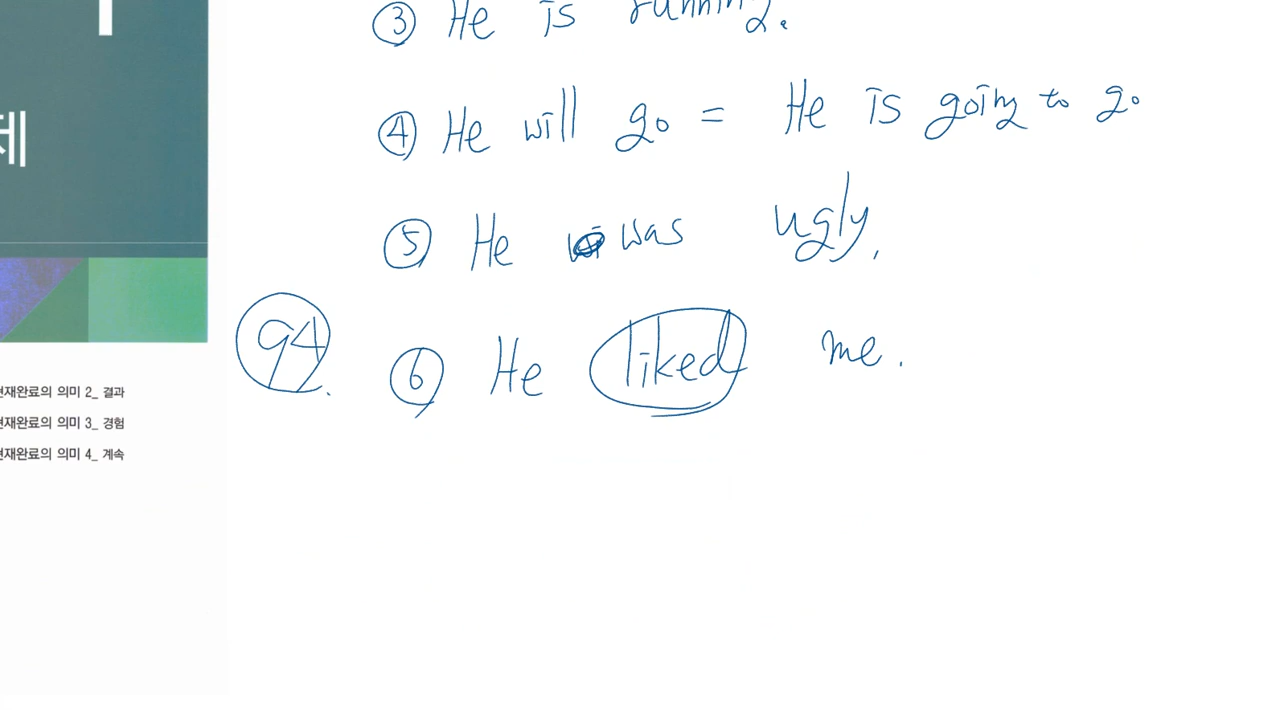 ③ He is running.
제
④ He will go = He is going to go
⑤ He was ugly.
94.
⑥ He liked me.
현재완료의 의미 2_ 결과
현재완료의 의미 3_ 경험
현재완료의 의미 4_ 계속